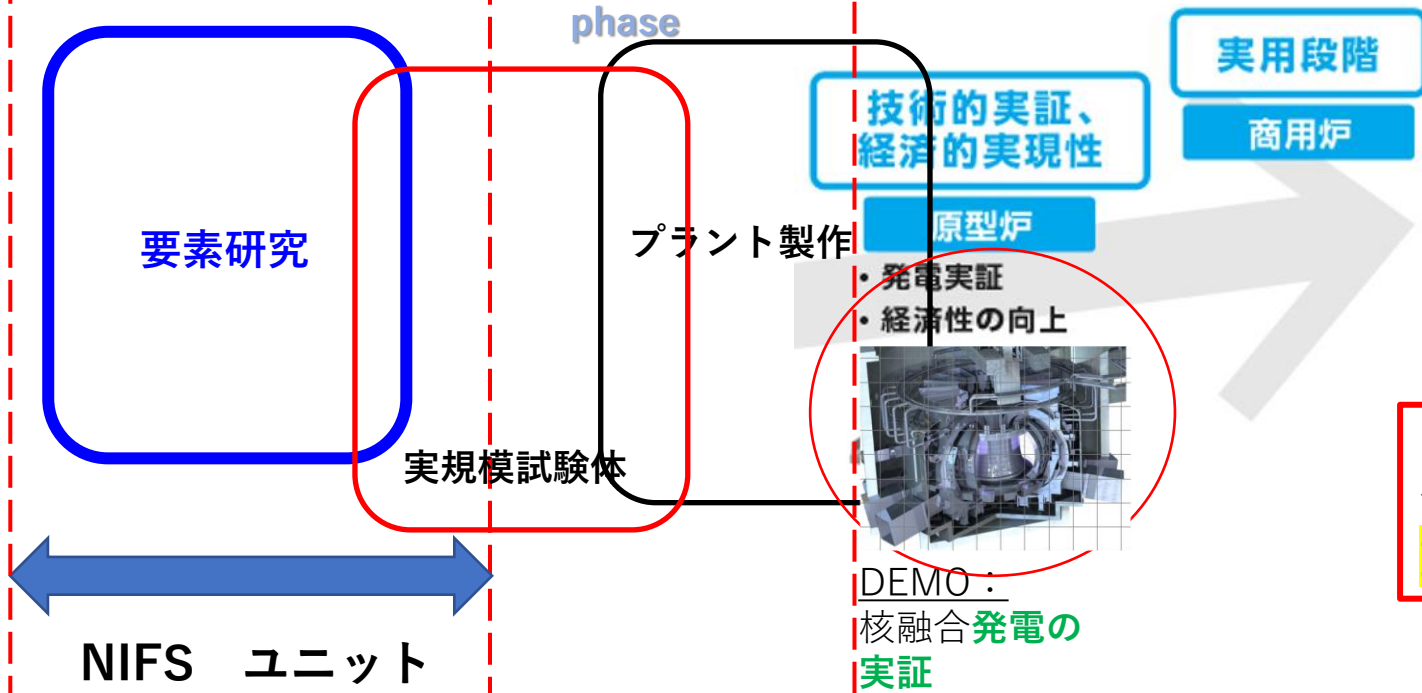 phase
実用段階
商用炉
技術的実証、
経済的実現性
原型炉
・発電実証
・経済性の向上
要素研究
プラント製作
実規模試験体
DEMO：
核融合発電の
実証
NIFS　ユニット